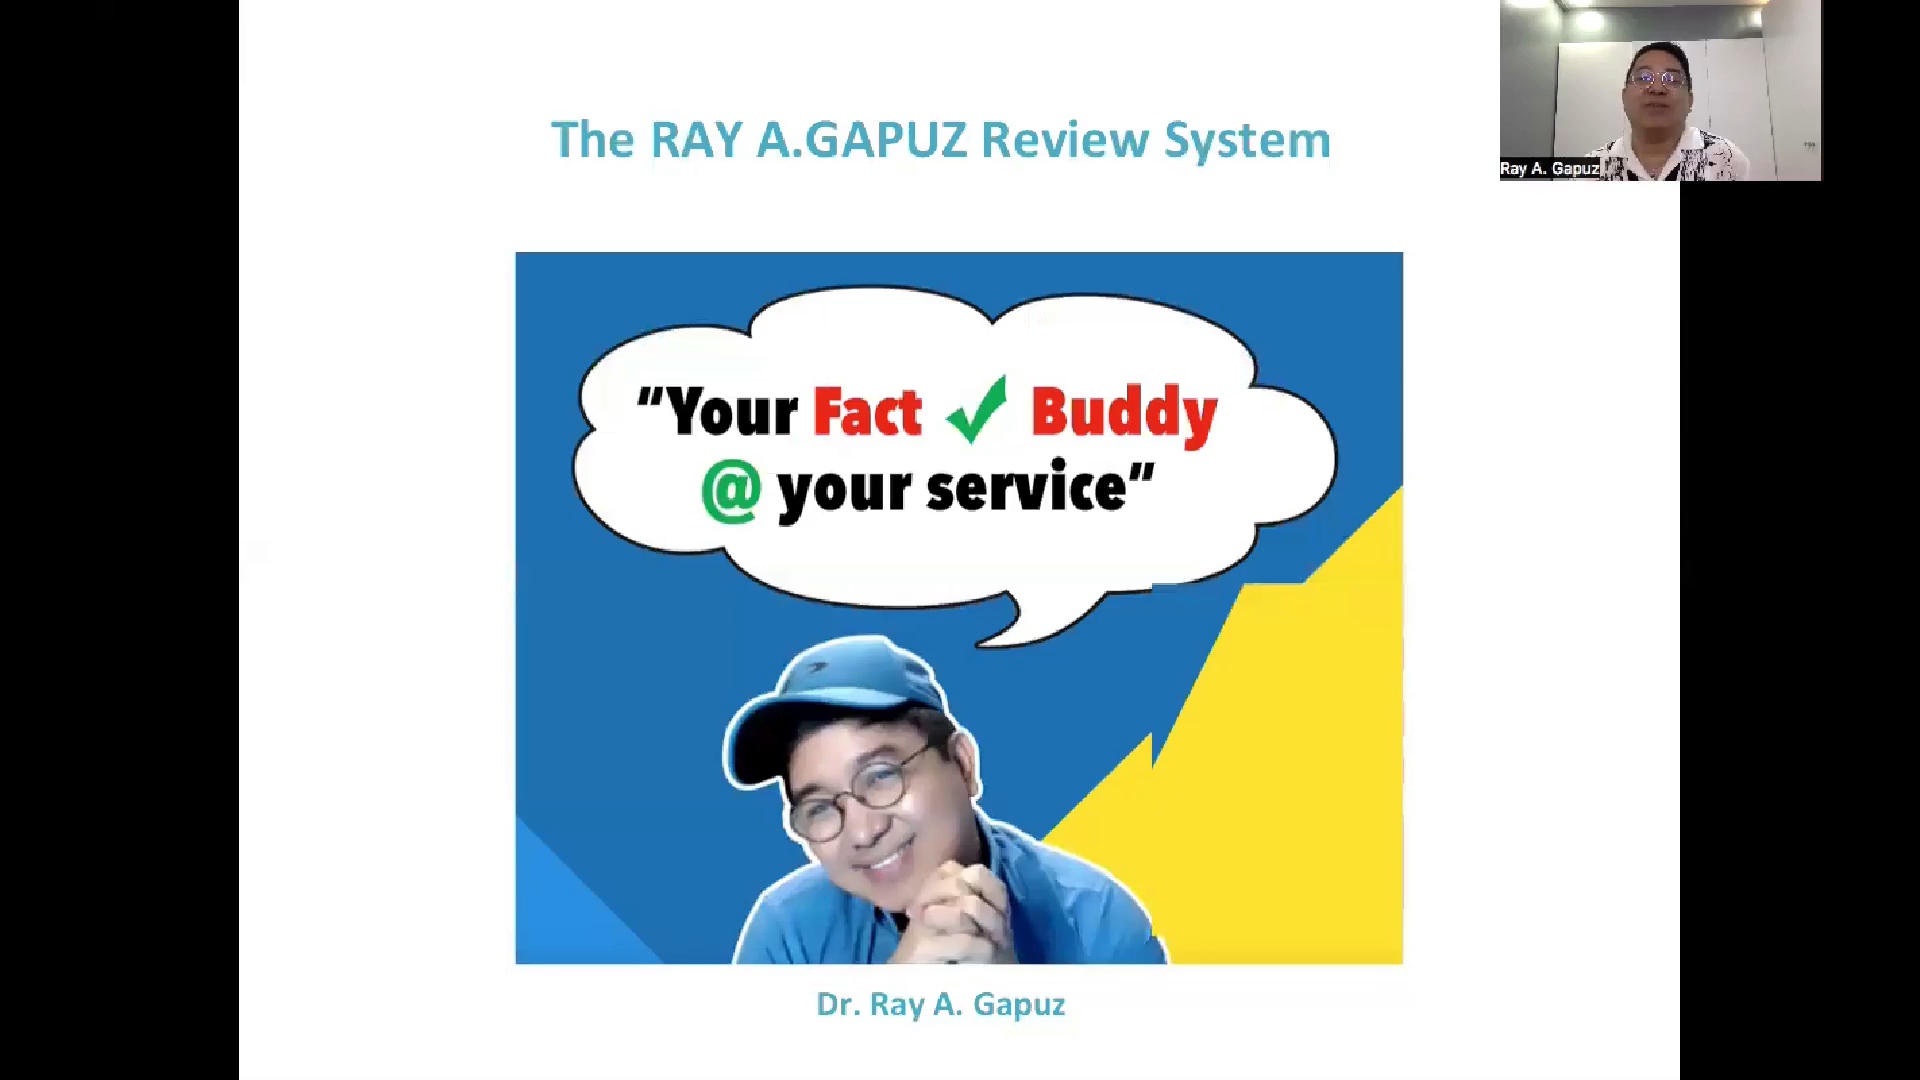 The RAY A.GAPUZ Review System
Ray A. Gapuz
“Your Fact ✓ Buddy
@ your service”
Dr. Ray A. Gapuz